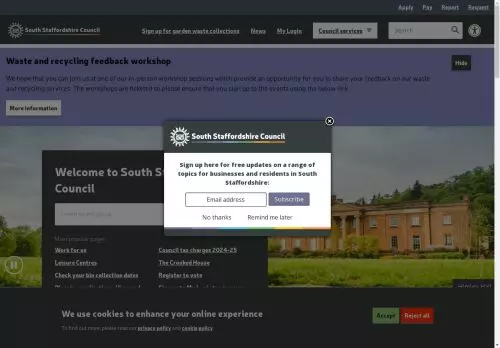 Apply Pay Report Request
South Staffordshire Council
Sign up for garden waste collections News My Login Council services Search
Waste and recycling feedback workshop
Hide
We hope that you can join us at one of our in-person workshop sessions which provide an opportunity for you to share your feedback on our waste
and recycling services. The workshops are ticketed so please ensure that you sign up to the events using the below link.
More information
South Staffordshire Council
Welcome to South
Council
Sign up here for free updates on a range of
topics for businesses and residents in South
Staffordshire:
Email address Subscribe
No thanks Remind me later
Most popular pages
Work for us Council tax charges 2024-25
Leisure Centres The Crooked House
Check your bin collection dates Register to vote
We use cookies to enhance your online experience
Accept Reject all
To find out more, please read our privacy policy and cookie policy